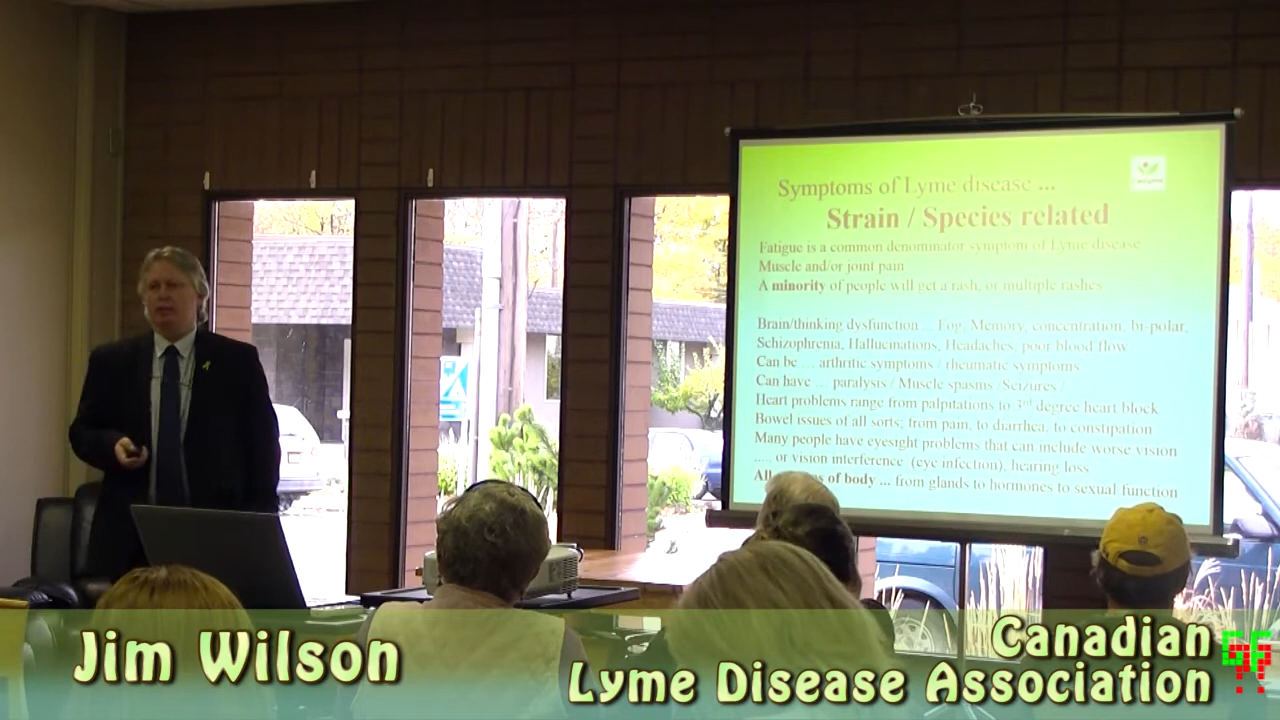 Symptoms of Lyme disease ...
Strain / Species related
Fatigue is a common denominator symptom of Lyme disease
Muscle and/or joint pain
A minority of people will get a rash, or multiple rashes
Brain/thinking dysfunction ... Fog, Memory, concentration, bi-polar,
Schizophrenia, Hallucinations, Headaches, poor blood flow
Can be ... arthritic symptoms / rheumatic symptoms
Can have ... paralysis / Muscle spasms / Seizures /
Heart problems range from palpitations to 3rd degree heart block
Bowel issues of all sorts; from pain, to diarrhea, to constipation
Many people have eyesight problems that can include worse vision
.... or vision interference (eye infection), hearing loss
All of body ... from glands to hormones to sexual function
Jim Wilson
Canadian
Lyme Disease Association